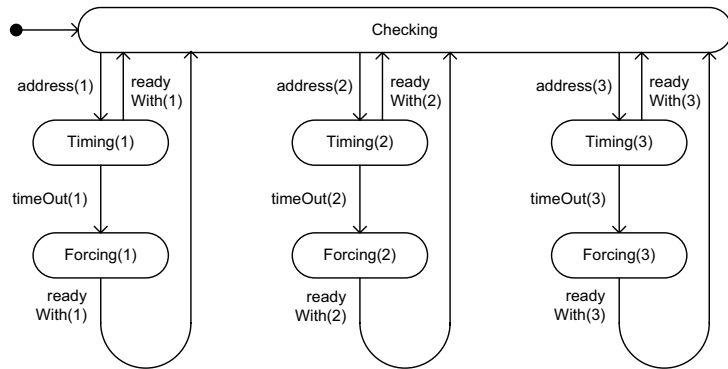 Checking
address(1)
ready
With(1)
address(2)
ready
With(2)
address(3)
ready
With(3)
Timing(1)
Timing(2)
Timing(3)
timeOut(1)
timeOut(2)
timeOut(3)
Forcing(1)
Forcing(2)
Forcing(3)
ready
With(1)
ready
With(2)
ready
With(3)